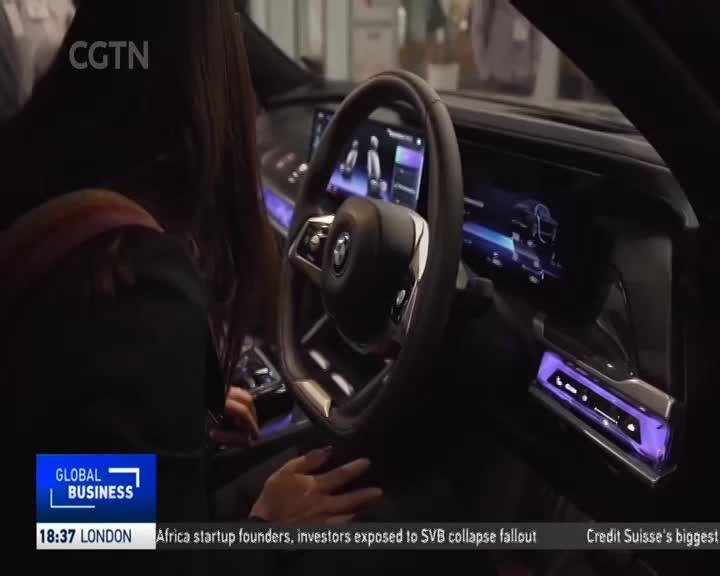 CGTN
GLOBAL
BUSINESS
18:37 LONDON
Africa startup founders, investors exposed to SVB collapse fallout
Credit Suisse's biggest